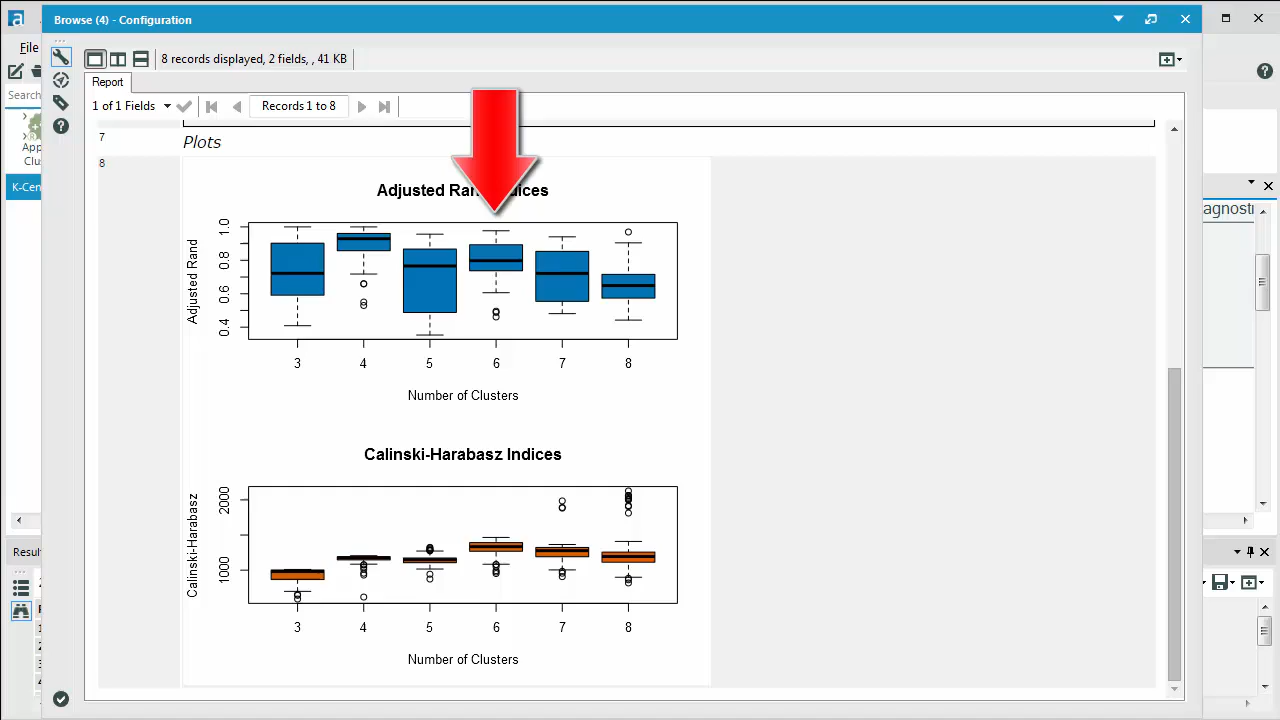 a
Browse (4) - Configuration
File
8 records displayed, 2 fields, , 41 KB
Search
Report
1 of 1 Fields
Records 1 to 8
App
Clu
K-Cen
7
Plots
8
agnost
Adjusted Ran ices
Adjusted Rand
0.4 0.6 0.8 1.0
3 4 5 6 7 8
Number of Clusters
Calinski-Harabasz Indices
Calinski-Harabasz
1000 2000
3 4 5 6 7 8
Number of Clusters
Result